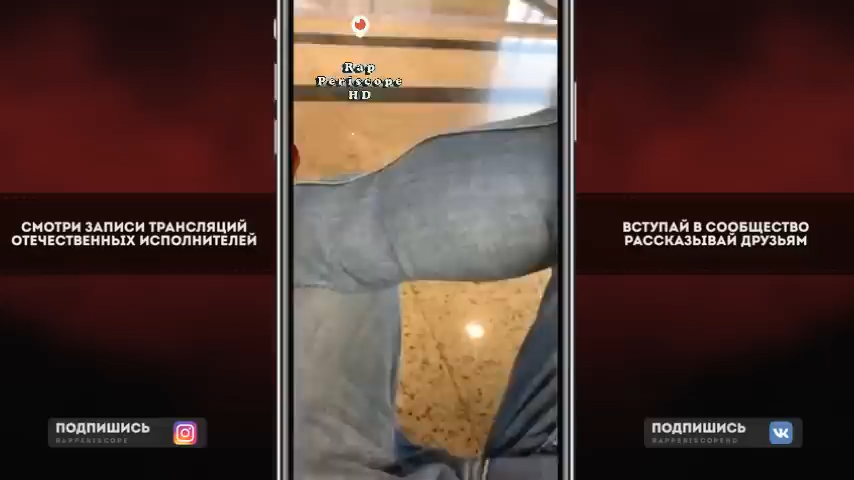 Rap
Periscope
HD
СМОТРИ ЗАПИСИ ТРАНСЛЯЦИЙ
ОТЕЧЕСТВЕННЫХ ИСПОЛНИТЕЛЕЙ
ВСТУПАЙ В СООБЩЕСТВО
РАССКАЗЫВАЙ ДРУЗЬЯМ
ПОДПИШИСЬ
RAPPERISCOPE
ПОДПИШИСЬ
RAPPERISCOPEHD